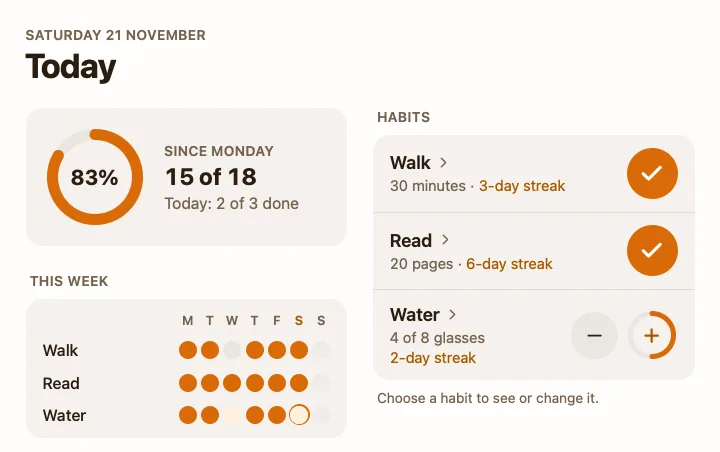 SATURDAY 21 NOVEMBER
Today
83%
SINCE MONDAY
15 of 18
Today: 2 of 3 done
THIS WEEK
M T W T F S S
Walk
Read
Water
HABITS
Walk
30 minutes · 3-day streak
Read
20 pages · 6-day streak
Water
4 of 8 glasses
2-day streak
Choose a habit to see or change it.